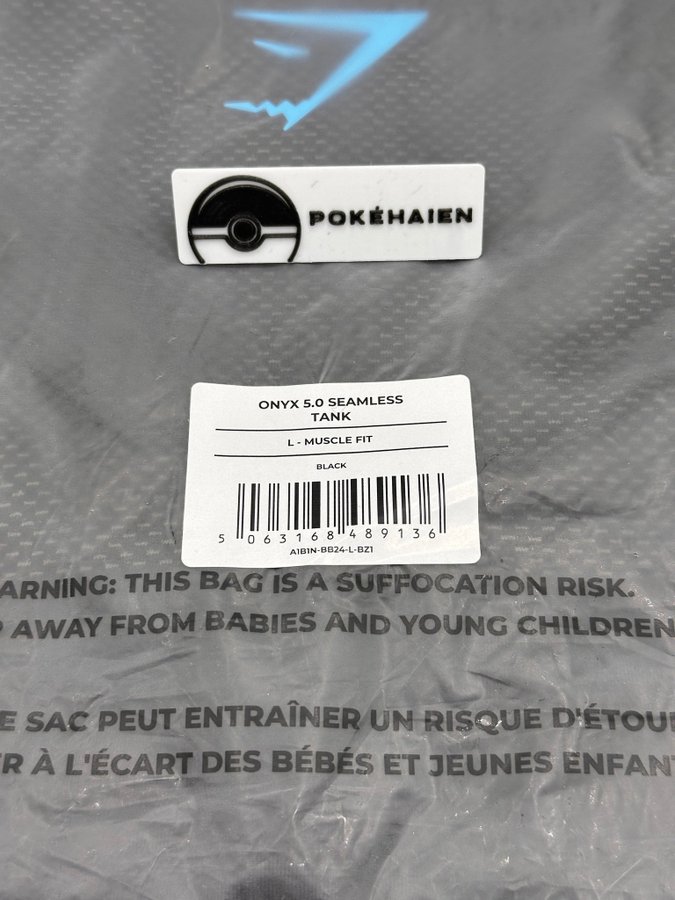 POKÉHAIEN
ONYX 5.0 SEAMLESS
TANK
L - MUSCLE FIT
BLACK
5 063168 489136
A1B1N-BB24-L-BZ1
ARNING: THIS BAG IS A SUFFOCATION RISK.
P AWAY FROM BABIES AND YOUNG CHILDREN
E SAC PEUT ENTRAÎNER UN RISQUE D'ÉTOU
R À L'ÉCART DES BÉBÉS ET JEUNES ENFANT